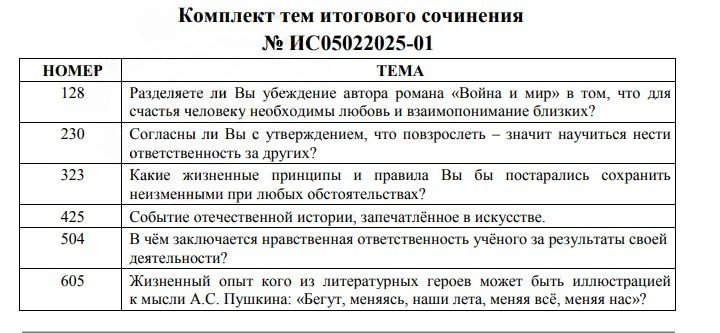 Комплект тем итогового сочинения
№ ИС05022025-01
НОМЕР ТЕМА
128 Разделяете ли Вы убеждение автора романа «Война и мир» в том, что для
счастья человеку необходимы любовь и взаимопонимание близких?
230 Согласны ли Вы с утверждением, что повзрослеть – значит научиться нести
ответственность за других?
323 Какие жизненные принципы и правила Вы бы постарались сохранить
неизменными при любых обстоятельствах?
425 Событие отечественной истории, запечатлённое в искусстве.
504 В чём заключается нравственная ответственность учёного за результаты своей
деятельности?
605 Жизненный опыт кого из литературных героев может быть иллюстрацией
к мысли А.С. Пушкина: «Бегут, меняясь, наши лета, меняя всё, меняя нас»?